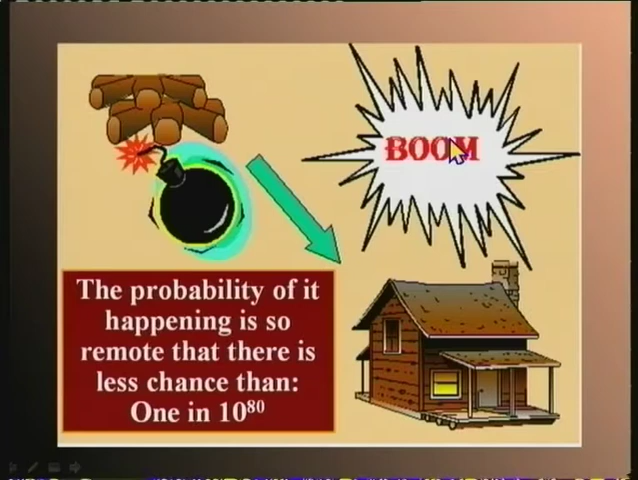 BOOM
The probability of it
happening is so
remote that there is
less chance than:
One in 10⁸⁰